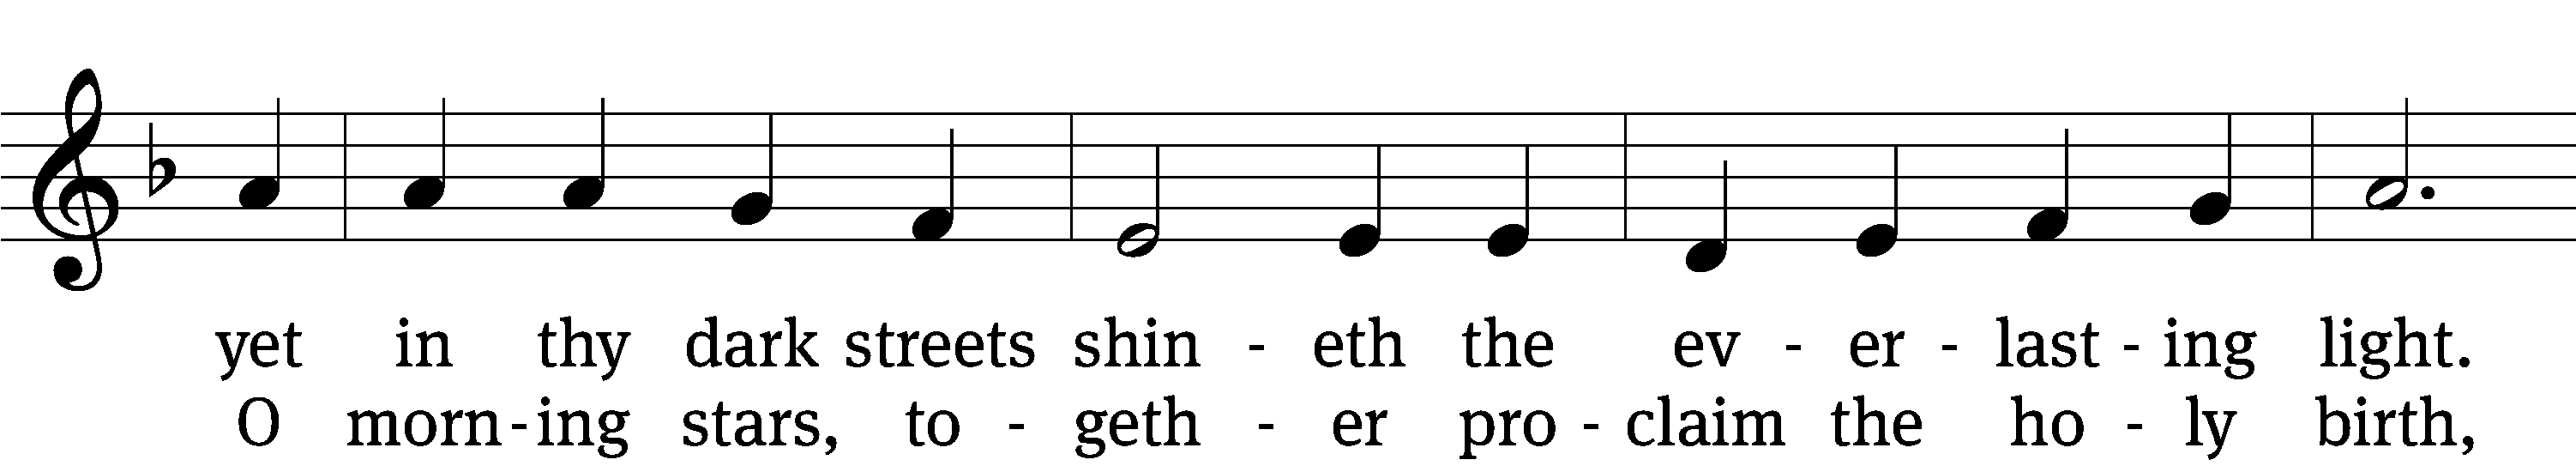 yet in thy dark streets shin - eth the ev - er - last - ing light.
O morn - ing stars, to - geth - er pro - claim the ho - ly birth,